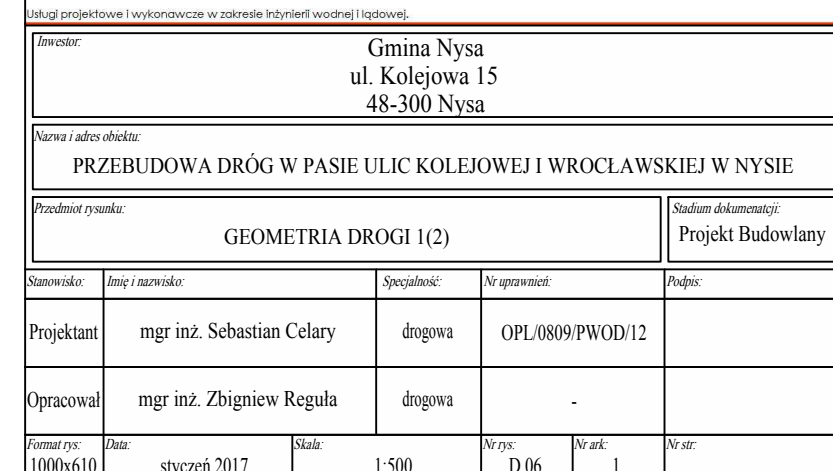 Usługi projektowe i wykonawcze w zakresie inżynierii wodnej i lądowej.
Inwestor:
Gmina Nysa
ul. Kolejowa 15
48-300 Nysa
Nazwa i adres obiektu:
PRZEBUDOWA DRÓG W PASIE ULIC KOLEJOWEJ I WROCŁAWSKIEJ W NYSIE
Przedmiot rysunku: Stadium dokumenatcji:
GEOMETRIA DROGI 1(2) Projekt Budowlany
Stanowisko: Imię i nazwisko: Specjalność: Nr uprawnień: Podpis:
Projektant mgr inż. Sebastian Celary drogowa OPL/0809/PWOD/12
Opracował mgr inż. Zbigniew Reguła drogowa -
Format rys: Data: Skala: Nr rys: Nr ark: Nr str:
1000x610 styczeń 2017 1:500 D.06 1